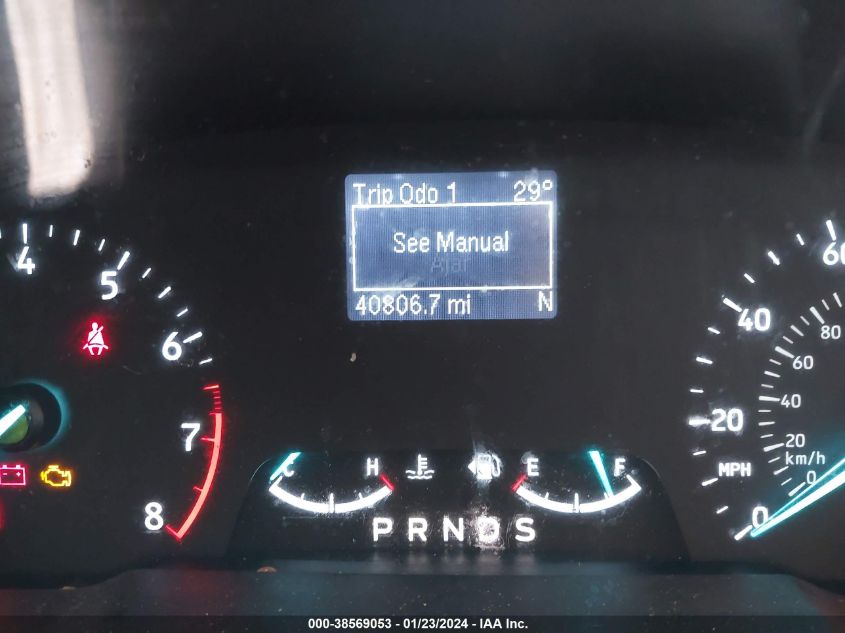 Trip Odo 1 29°
See Manual
Ajar
40806.7 mi N
4
5
6
7
8
C H
E F
P R N D S
60
40
20
0
MPH
80
60
40
20
0
km/h
000-38569053 - 01/23/2024 - IAA Inc.